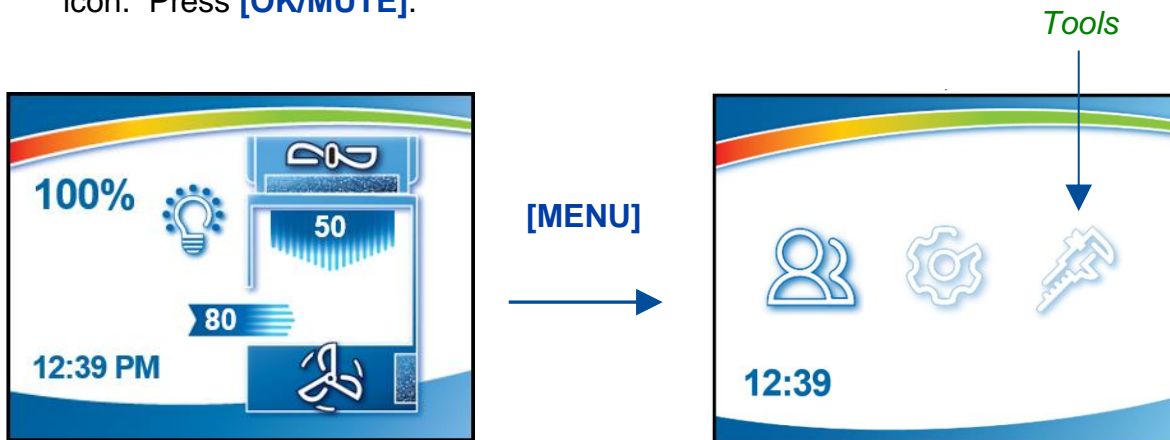 icon. Press [OK/MUTE].
Tools
100%
50
[MENU]
80
12:39 PM
12:39